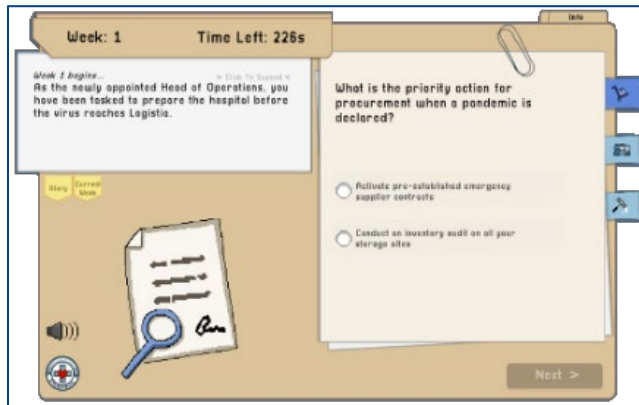 Info
Week: 1
Time Left: 226s
Week 1 begins...
> Click To Expand <
As the newly appointed Head of Operations, you
have been tasked to prepare the hospital before
the virus reaches Logistia.
Story
Current
Week
What is the priority action for
procurement when a pandemic is
declared?
Activate pre-established emergency
supplier contracts
Conduct an inventory audit on all your
storage sites
Next >